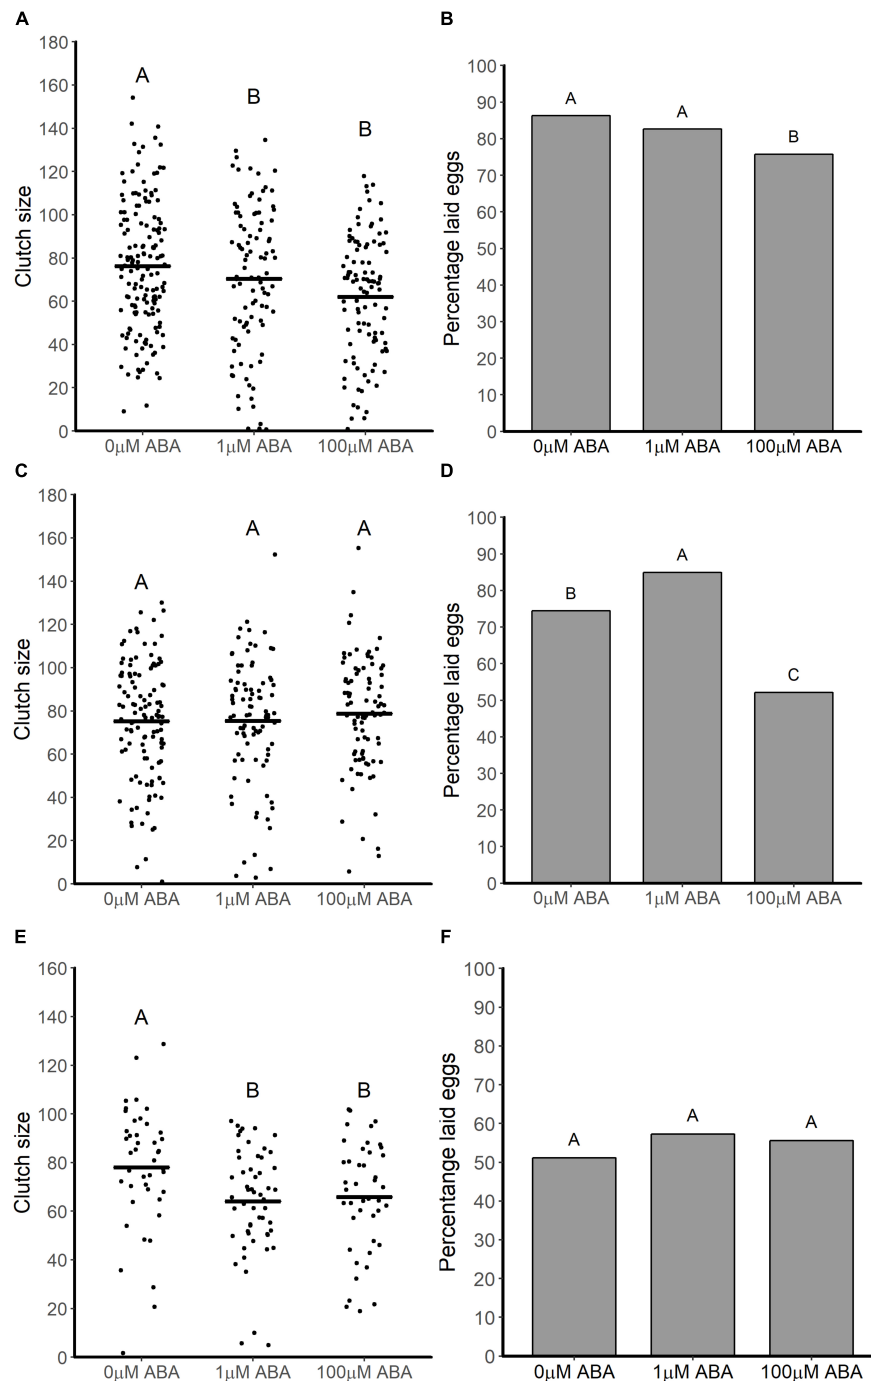 A
Clutch size
180
160
140
120
100
80
60
40
20
0
A
B
B
0μM ABA
1μM ABA
100μM ABA
B
Percentage laid eggs
100
90
80
70
60
50
40
30
20
10
0
A
A
B
0μM ABA
1μM ABA
100μM ABA
C
Clutch size
180
160
140
120
100
80
60
40
20
0
A
A
A
0μM ABA
1μM ABA
100μM ABA
D
Percentage laid eggs
100
90
80
70
60
50
40
30
20
10
0
B
A
C
0μM ABA
1μM ABA
100μM ABA
E
Clutch size
160
140
120
100
80
60
40
20
0
A
B
B
0μM ABA
1μM ABA
100μM ABA
F
Percentange laid eggs
100
90
80
70
60
50
40
30
20
10
0
A
A
A
0μM ABA
1μM ABA
100μM ABA